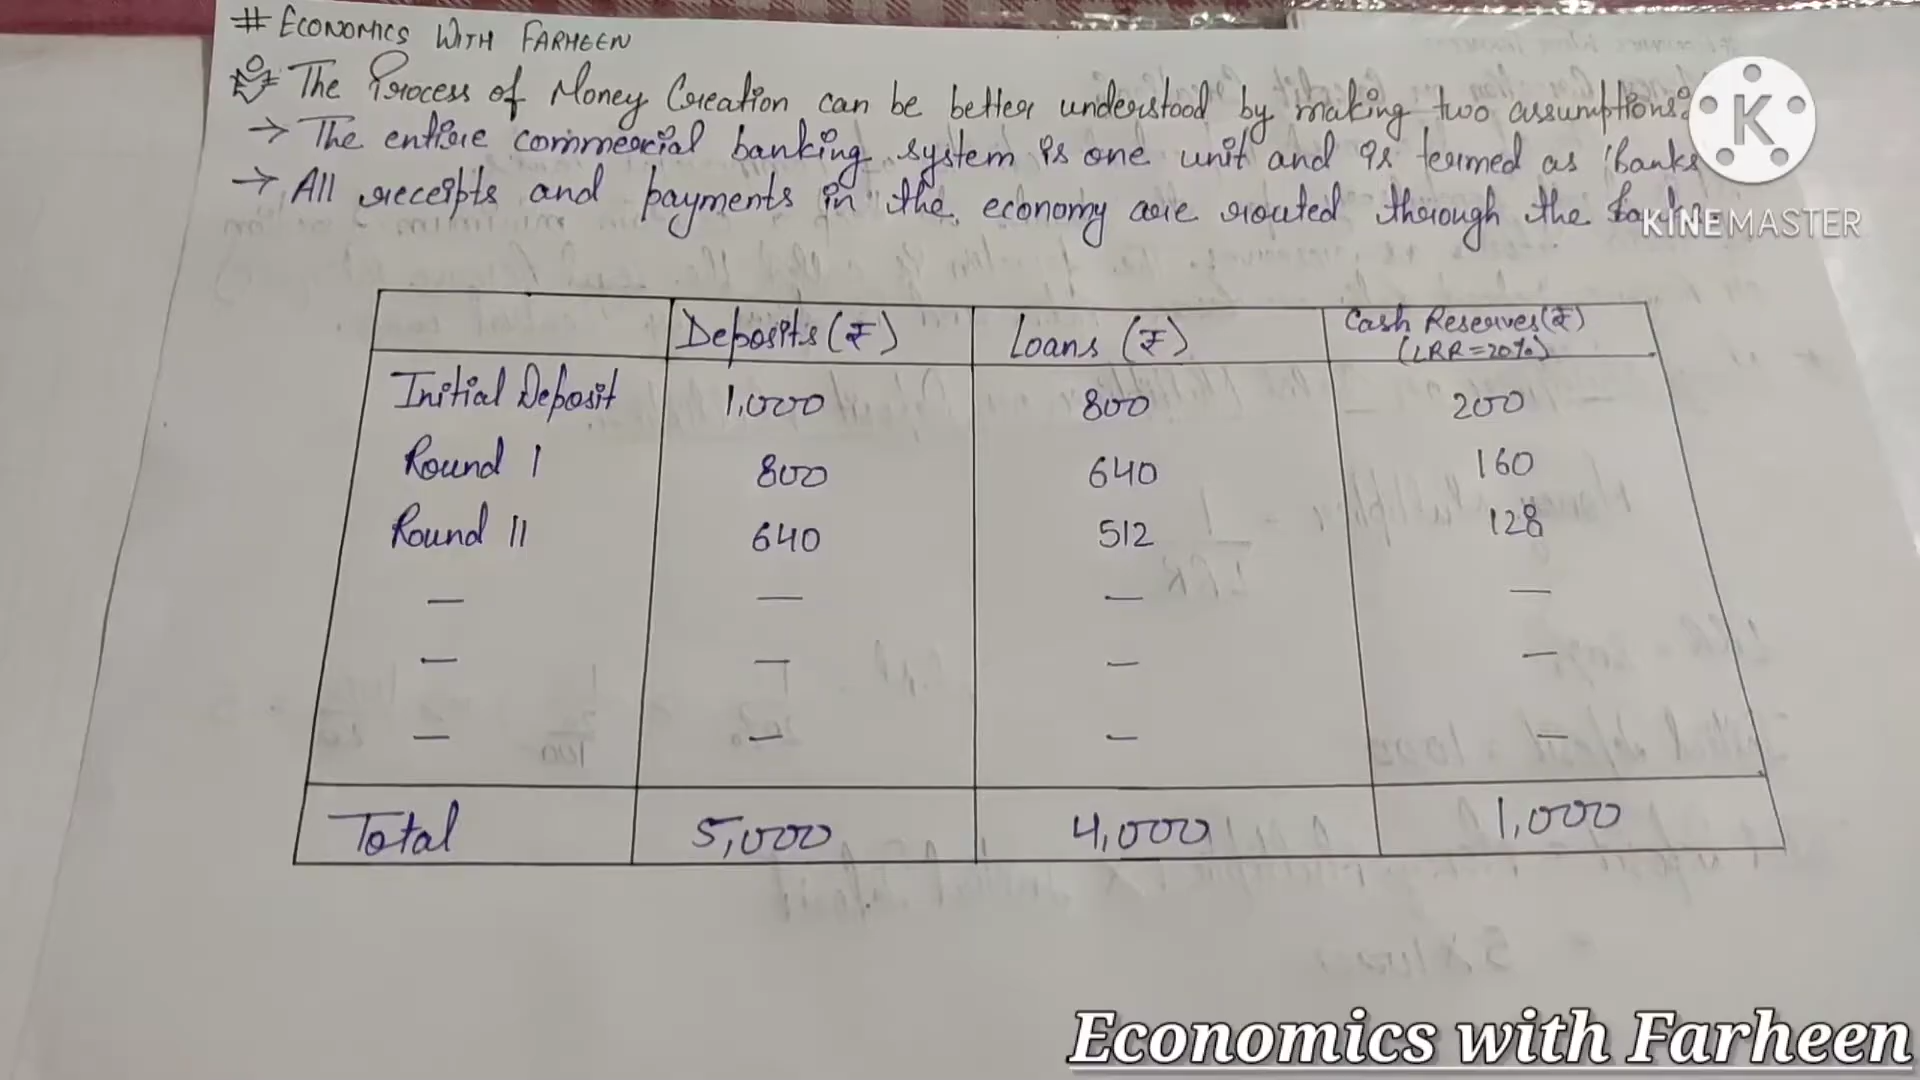 # ECONOMICS WITH FARHEEN
The Process of Money Creation can be better understood by making two assumptions:
→ The entire commercial banking system is one unit and is termed as 'banks
→ All receipts and payments in the economy are routed through the banks.
K
KINEMASTER
Deposits (₹) Loans (₹) Cash Reserves (₹) (LRR = 20%)
Initial Deposit 1,000 800 200
Round I 800 640 160
Round II 640 512 128
— — — —
— — — —
— — — —
Total 5,000 4,000 1,000
Economics with Farheen